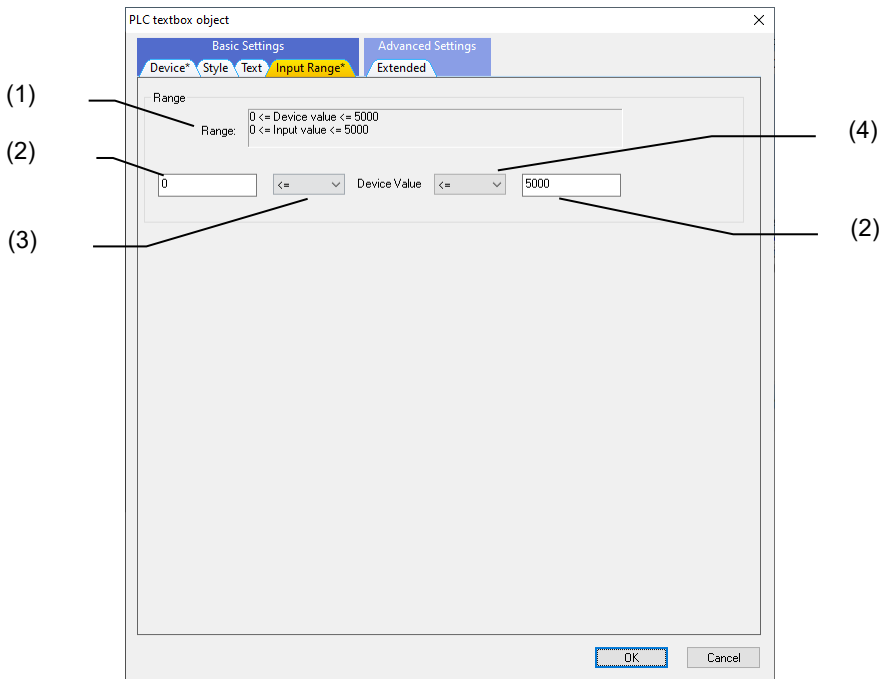 PLC textbox object
Basic Settings
Advanced Settings
Device* Style Text Input Range* Extended
(1)
Range
Range:
0 <= Device value <= 5000
0 <= Input value <= 5000
(4)
(2)
0 <= Device Value <= 5000
(3)
(2)
OK Cancel